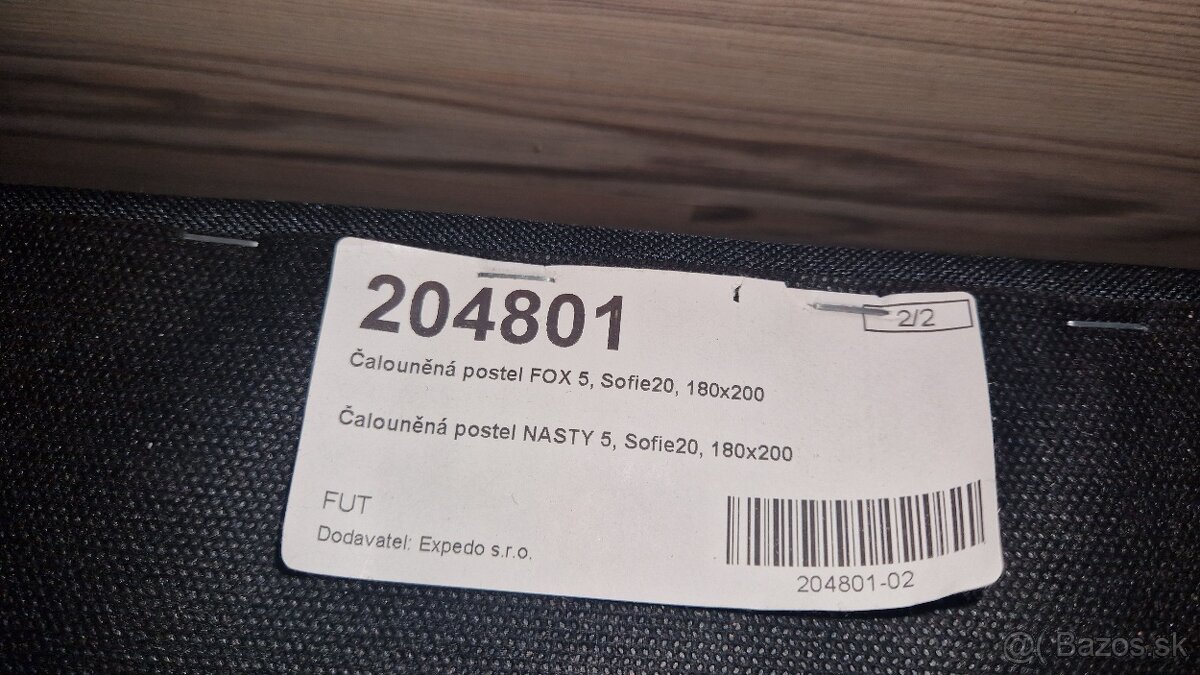 204801
2/2
Čalouněná postel FOX 5, Sofie20, 180x200
Čalouněná postel NASTY 5, Sofie20, 180x200
FUT
Dodavatel: Expedo s.r.o.
204801-02
@( Bazos.sk